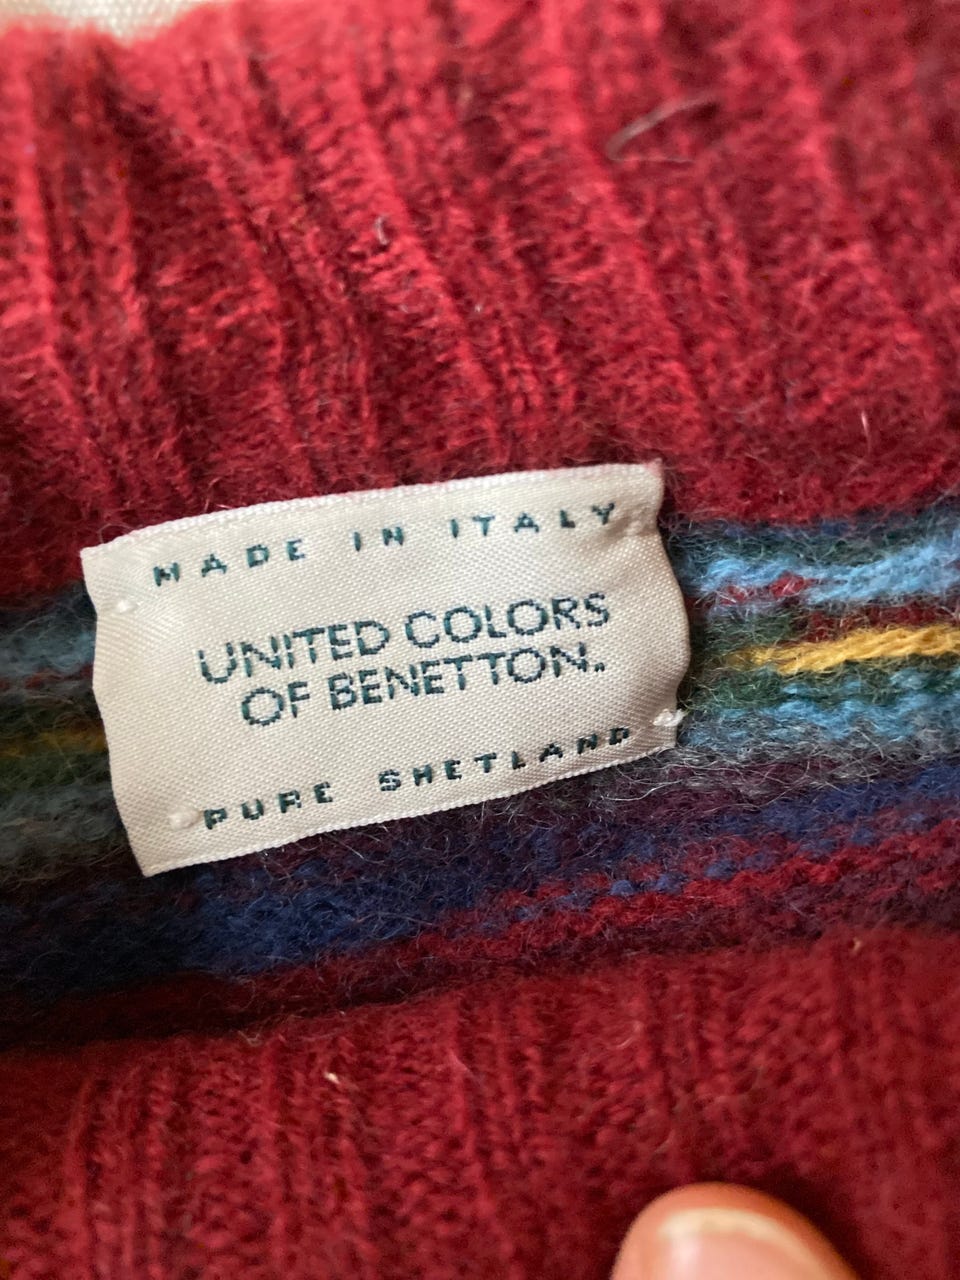 MADE IN ITALY
UNITED COLORS
OF BENETTON.
PURE SHETLAND